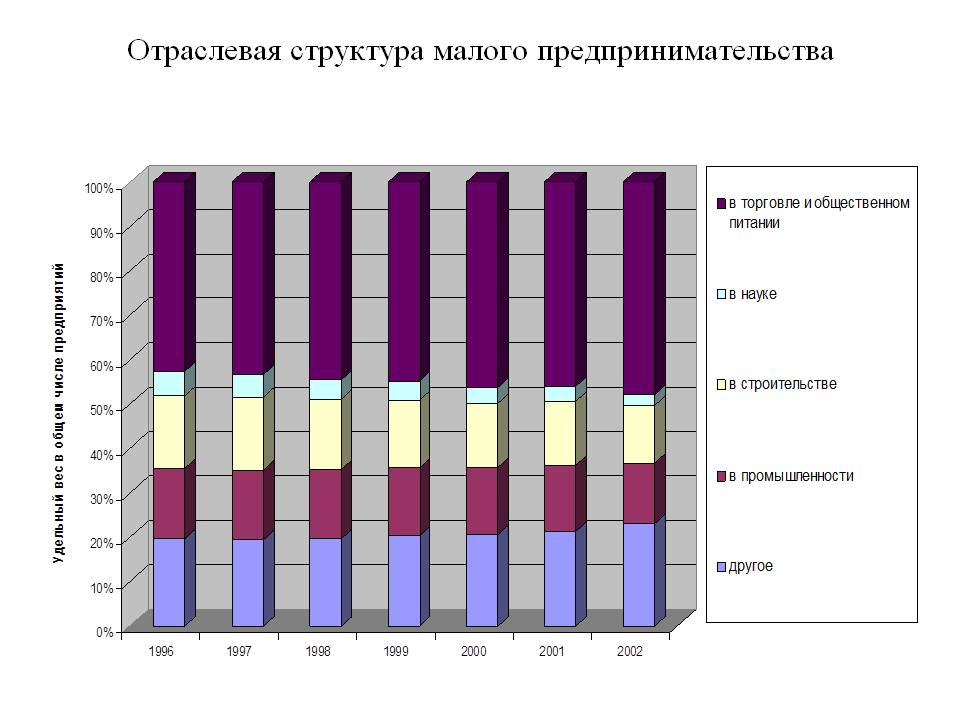 Отраслевая структура малого предпринимательства
Удельный вес в общем числе предприятий
100%
90%
80%
70%
60%
50%
40%
30%
20%
10%
0%
1996 1997 1998 1999 2000 2001 2002
в торговле и общественном
питании
в науке
в строительстве
в промышленности
другое